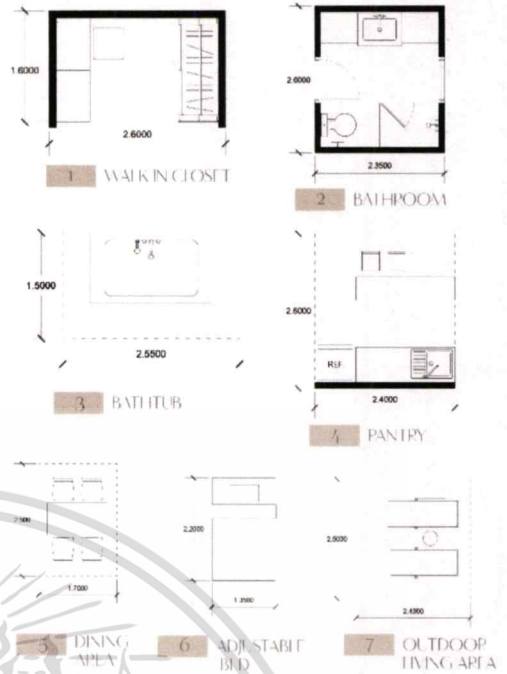 1.6000
2.6000
1 WALK IN CLOSET
2.6000
2.3500
2 BATHROOM
1.5000
2.5500
3 BATHTUB
2.6000
REF
2.4000
4 PANTRY
1.7000
5 DINING AREA
2.2000
1.3500
6 ADJUSTABLE BED
2.4000
7 OUTDOOR LIVING AREA